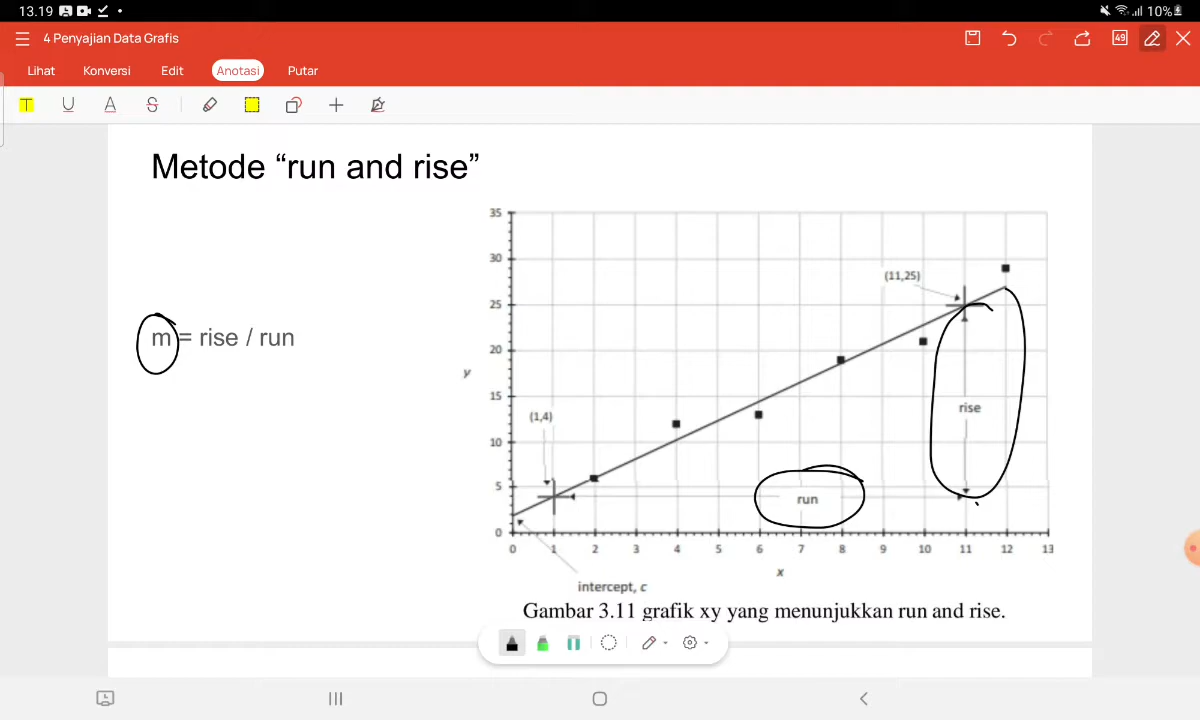 13.19
10%
4 Penyajian Data Grafis
49
Lihat Konversi Edit Anotasi Putar
T U A S
Metode “run and rise”
m = rise / run
35
30
25
20
15
10
5
0
y
(11,25)
(1,4)
rise
run
0 1 2 3 4 5 6 7 8 9 10 11 12 13
x
intercept, c
Gambar 3.11 grafik xy yang menunjukkan run and rise.